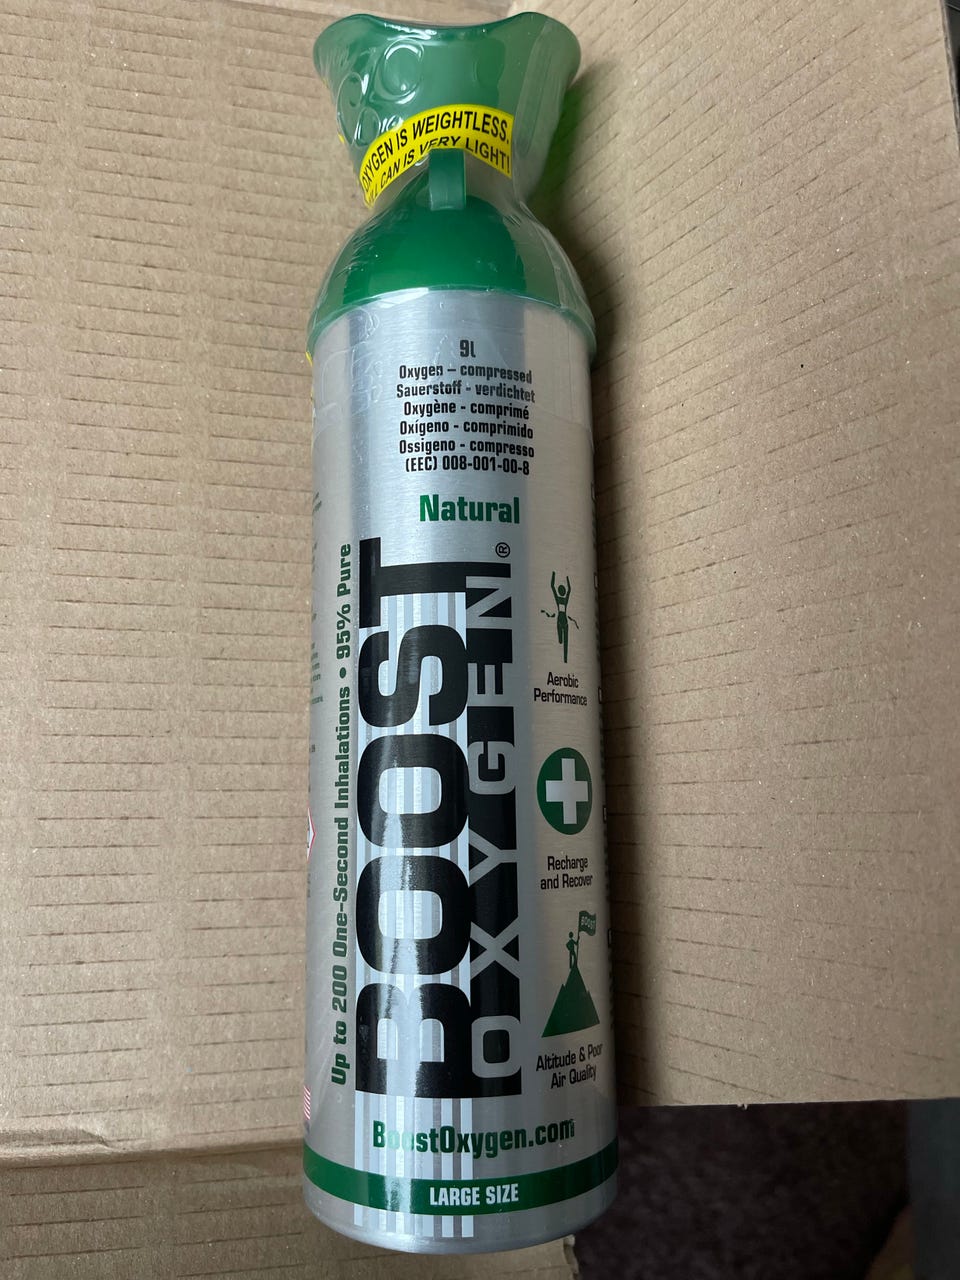 OXYGEN IS WEIGHTLESS.
CAN IS VERY LIGHT!
9l
Oxygen – compressed
Sauerstoff - verdichtet
Oxygène - comprimé
Oxígeno - comprimido
Ossigeno - compresso
(EEC) 008-001-00-8
Natural
Up to 200 One-Second Inhalations • 95% Pure
BOOST
OXYGEN®
Aerobic
Performance
Recharge
and Recover
BOOST
Altitude & Poor
Air Quality
BoostOxygen.com
LARGE SIZE